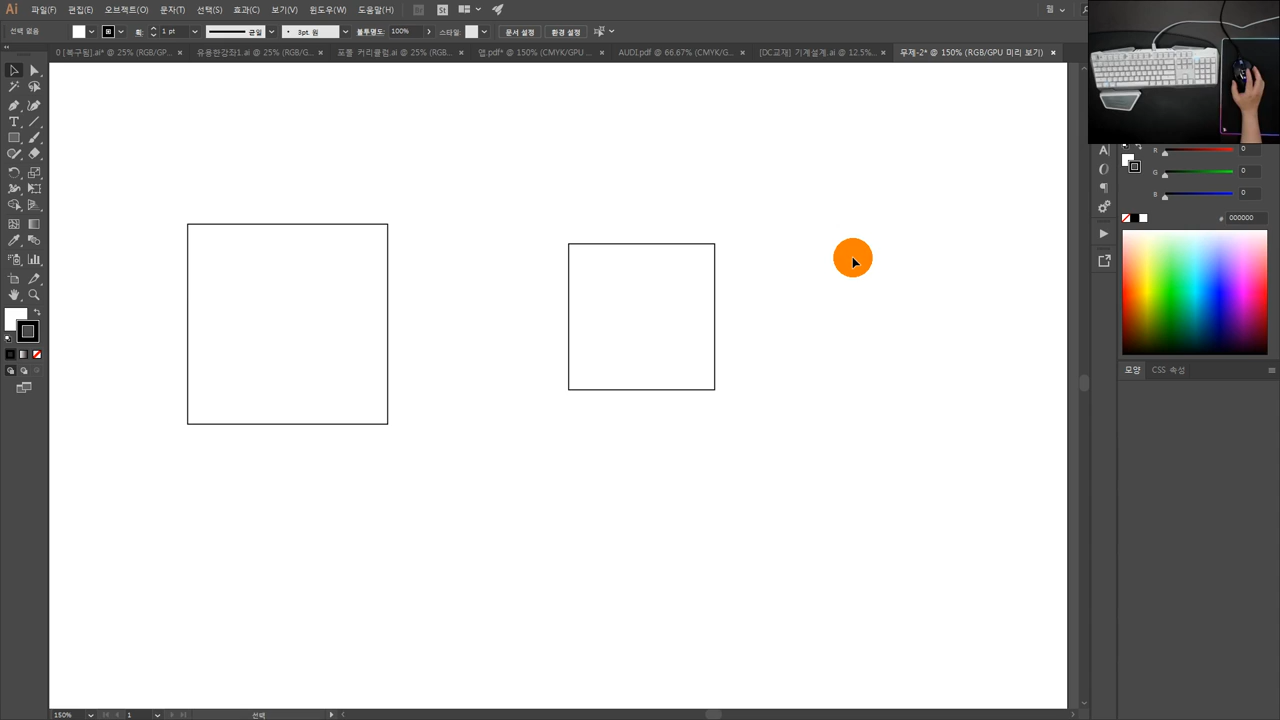 Ai 파일(F) 편집(E) 오브젝트(O) 문자(T) 선택(S) 효과(C) 보기(V) 윈도우(W) 도움말(H) Br St 웹
선택 없음 획: 1 pt 균일 3pt. 원 불투명도: 100% 스타일: 문서 설정 환경 설정
0 [복구됨].ai* @ 25% (RGB/GP... × 유용한강좌1.ai @ 25% (RGB/G... × 포폴 커리큘럼.ai @ 25% (RGB... × 앱.pdf* @ 150% (CMYK/GPU ... × AUDI.pdf @ 66.67% (CMYK/G... × [DC교재] 기계설계.ai @ 12.5%... × 무제-2* @ 150% (RGB/GPU 미리 보기) ×
R 0
G 0
B 0
# 000000
모양 CSS 속성
150% 1 선택